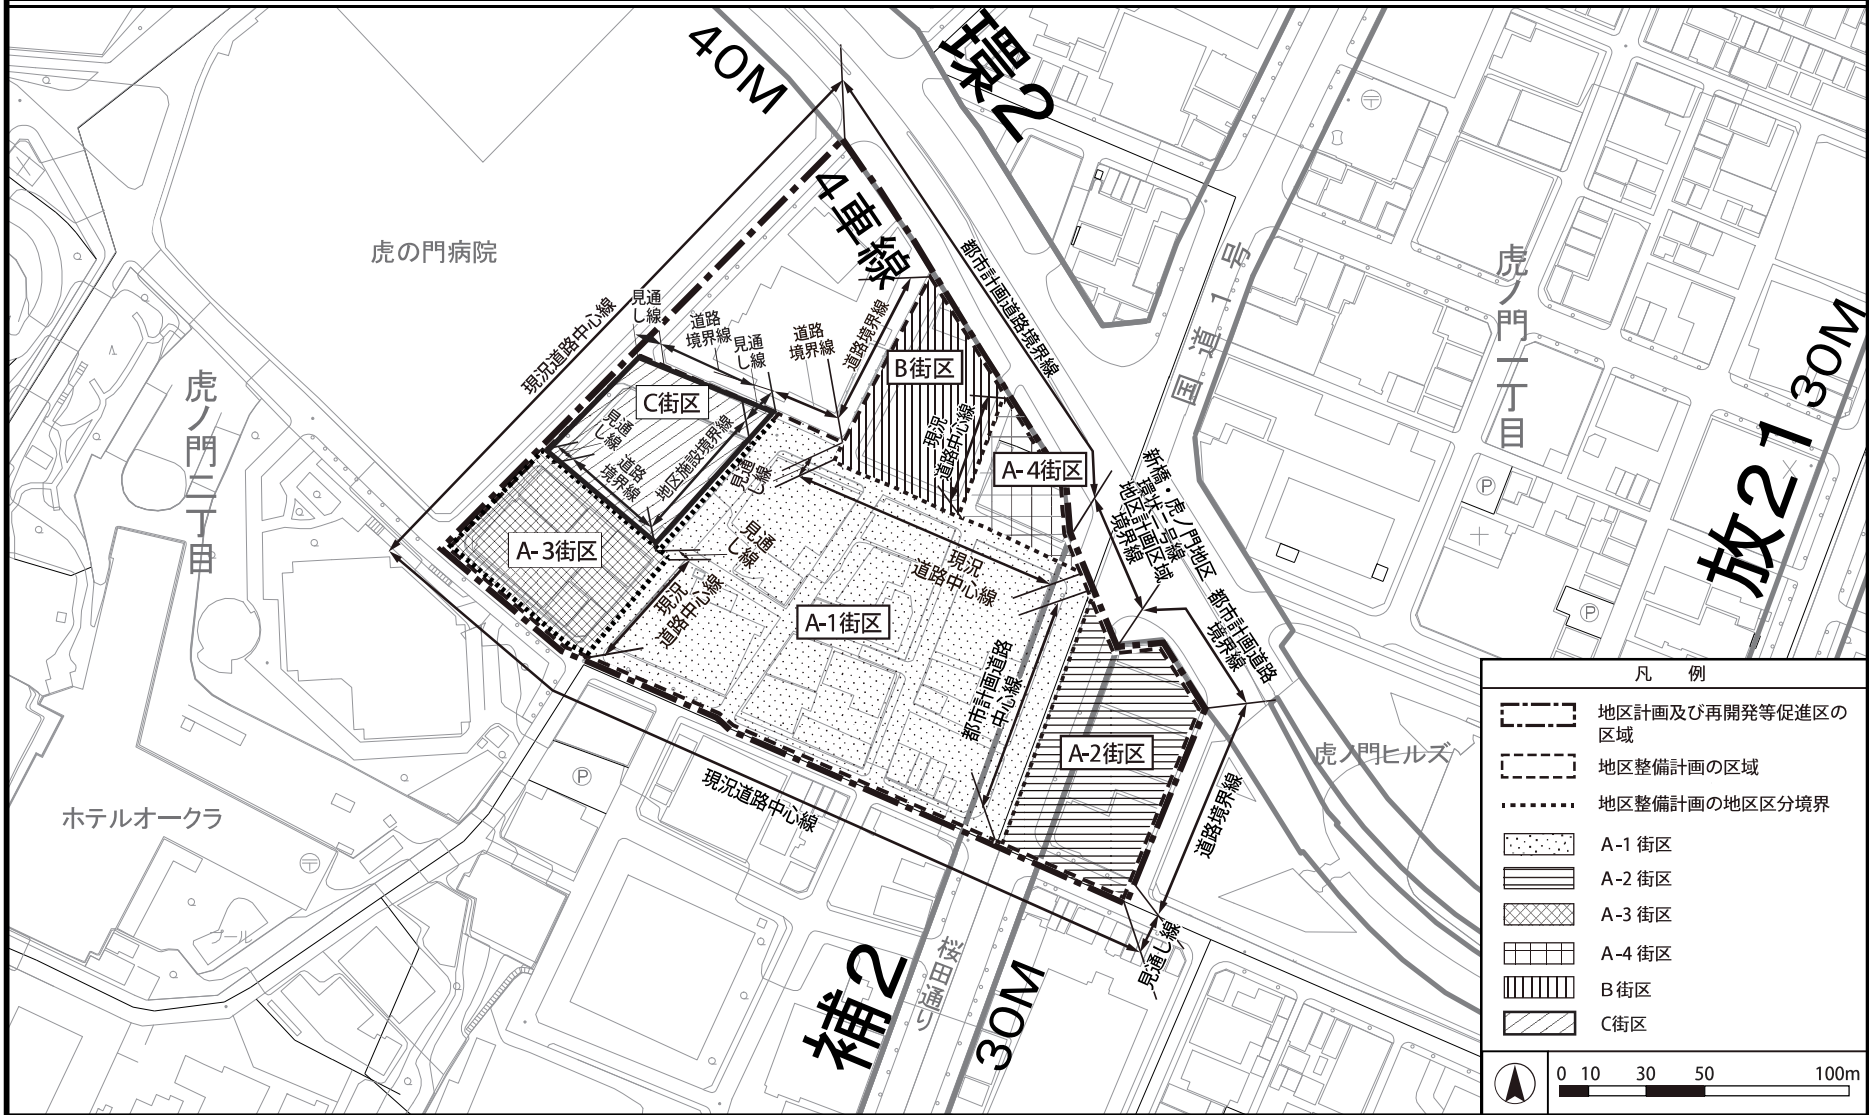 40M
環2
4車線
虎の門病院
都市計画道路境界線
国道1号
虎ノ門一丁目
30M
放21
現況道路中心線
見通
し線
道路
境界線
見通
し線
道路
境界線
道路境界線
B街区
C街区
見通
し線
道路
境界線
地区施設境界線
見通
し線
現況
道路中心線
A-4街区
新橋・虎ノ門地区
環状二号線
地区計画区域
境界線
虎ノ門二丁目
A-3街区
見通
し線
現況
道路中心線
現況
道路中心線
A-1街区
都市計画道路
境界線
都市計画道路
中心線
A-2街区
虎ノ門ヒルズ
道路境界線
現況道路中心線
ホテルオークラ
プール
P
P
P
見通し線
補2
桜田通り
30M
凡 例
地区計画及び再開発等促進区の
区域
地区整備計画の区域
地区整備計画の地区区分境界
A-1 街区
A-2 街区
A-3 街区
A-4 街区
B 街区
C街区
0 10 30 50 100m